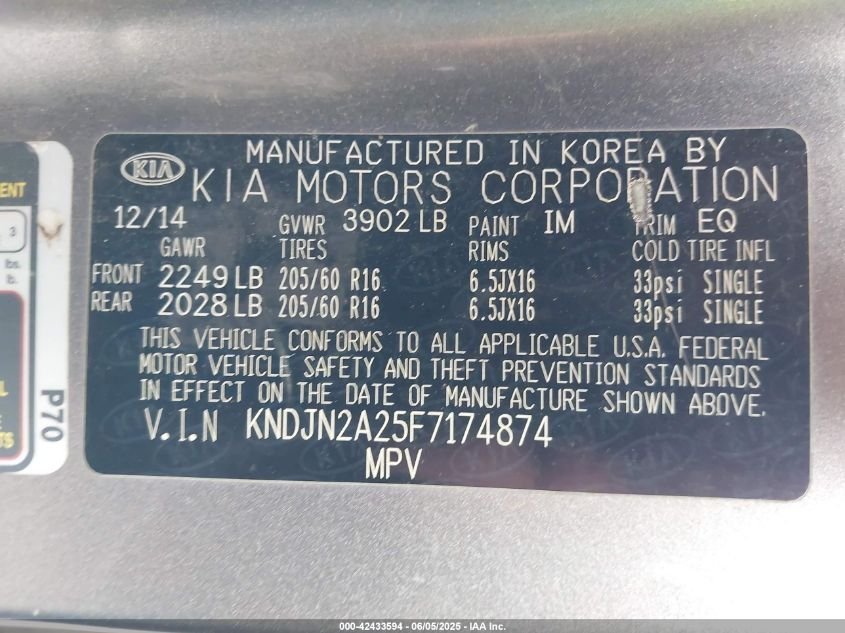 MANUFACTURED IN KOREA BY
KIA KIA MOTORS CORPORATION
12/14 GVWR 3902 LB PAINT IM TRIM EQ
GAWR TIRES RIMS COLD TIRE INFL
FRONT 2249 LB 205/60 R16 6.5JX16 33psi SINGLE
REAR 2028 LB 205/60 R16 6.5JX16 33psi SINGLE
THIS VEHICLE CONFORMS TO ALL APPLICABLE U.S.A. FEDERAL
MOTOR VEHICLE SAFETY AND THEFT PREVENTION STANDARDS
IN EFFECT ON THE DATE OF MANUFACTURE SHOWN ABOVE.
V.I.N KNDJN2A25F7174874
MPV
3
lbs.
P70
000-42433594 - 06/05/2025 - IAA Inc.